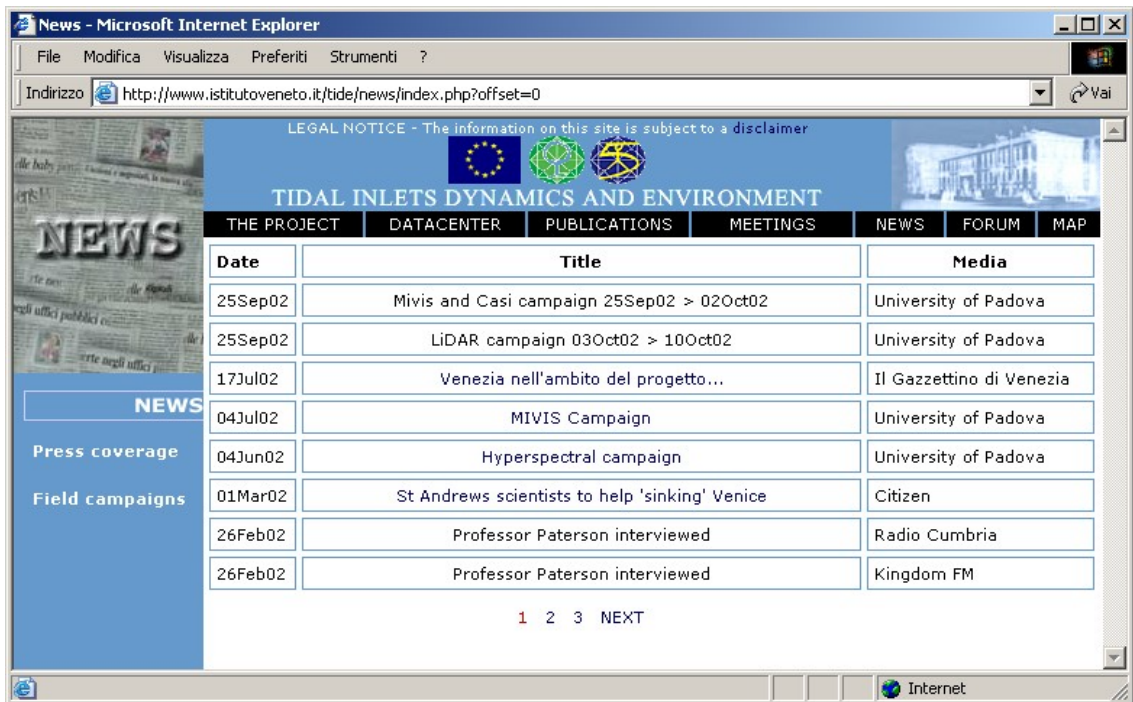 News - Microsoft Internet Explorer
File Modifica Visualizza Preferiti Strumenti ?
Indirizzo http://www.istitutoveneto.it/tide/news/index.php?offset=0 Vai
LEGAL NOTICE - The information on this site is subject to a disclaimer
TIDAL INLETS DYNAMICS AND ENVIRONMENT
THE PROJECT DATACENTER PUBLICATIONS MEETINGS NEWS FORUM MAP
NEWS
Date Title Media
25Sep02 Mivis and Casi campaign 25Sep02 > 02Oct02 University of Padova
25Sep02 LiDAR campaign 03Oct02 > 10Oct02 University of Padova
17Jul02 Venezia nell'ambito del progetto... Il Gazzettino di Venezia
04Jul02 MIVIS Campaign University of Padova
04Jun02 Hyperspectral campaign University of Padova
01Mar02 St Andrews scientists to help 'sinking' Venice Citizen
26Feb02 Professor Paterson interviewed Radio Cumbria
26Feb02 Professor Paterson interviewed Kingdom FM
NEWS
Press coverage
Field campaigns
1 2 3 NEXT
Internet